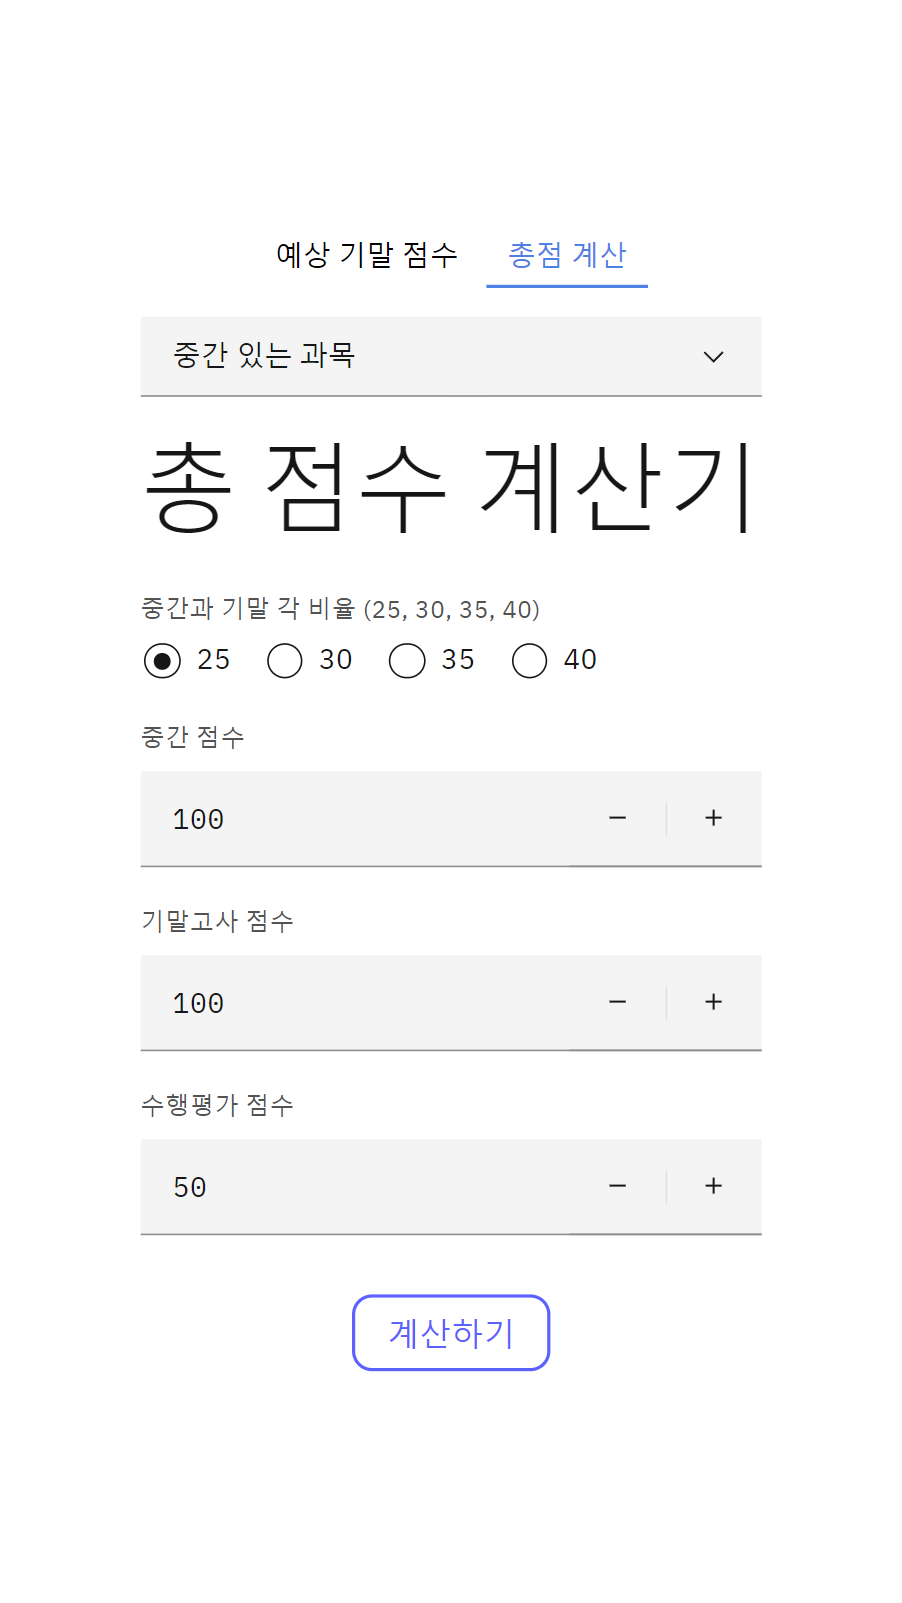 예상 기말 점수 총점 계산
중간 있는 과목
총 점수 계산기
중간과 기말 각 비율 (25, 30, 35, 40)
25 30 35 40
중간 점수
100
기말고사 점수
100
수행평가 점수
50
계산하기